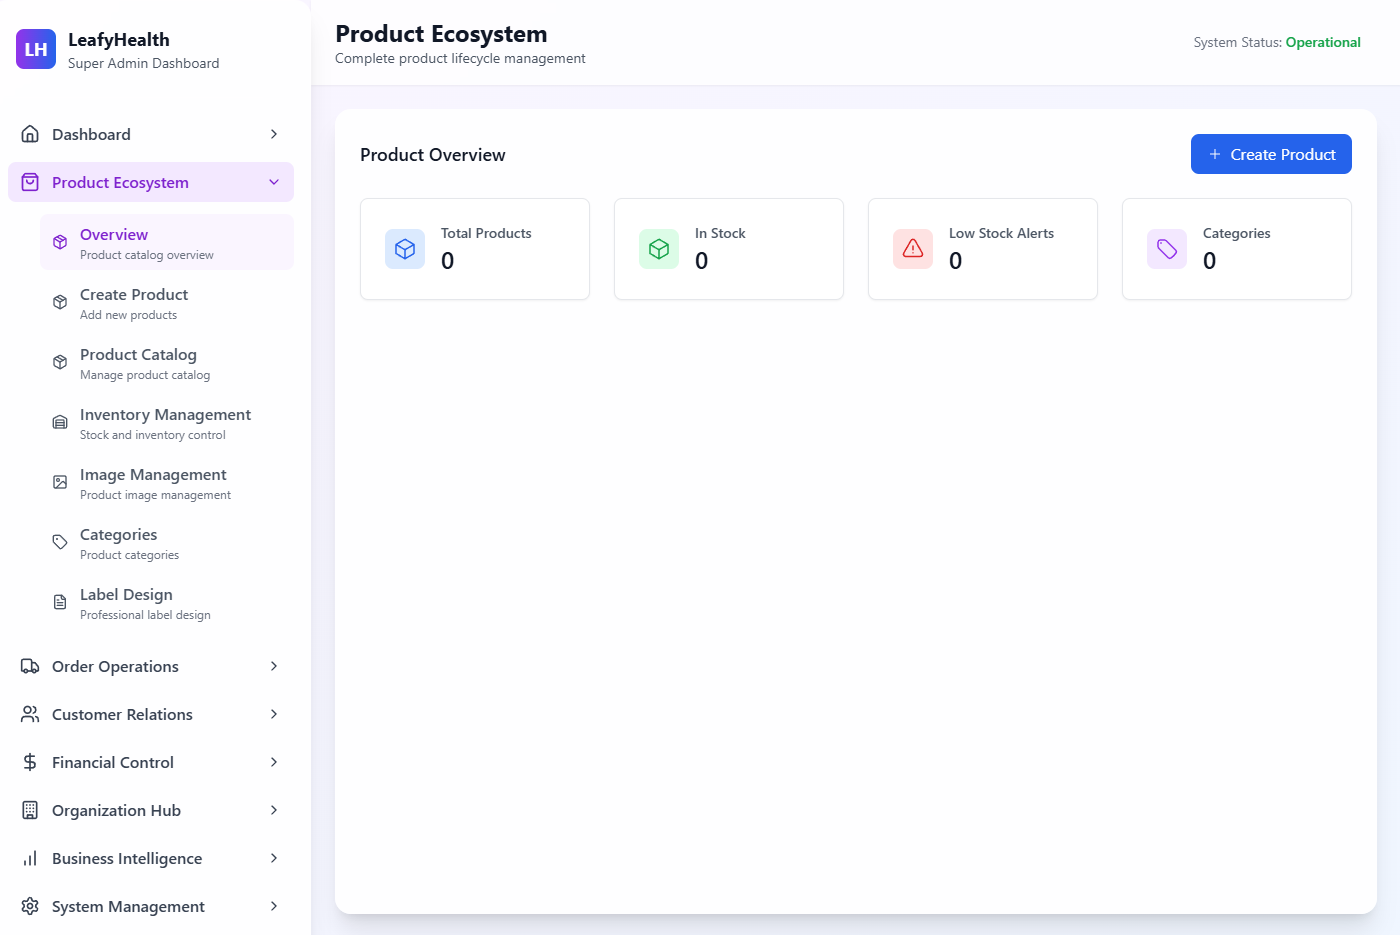 LH
LeafyHealth
Super Admin Dashboard
Dashboard
Product Ecosystem
Overview
Product catalog overview
Create Product
Add new products
Product Catalog
Manage product catalog
Inventory Management
Stock and inventory control
Image Management
Product image management
Categories
Product categories
Label Design
Professional label design
Order Operations
Customer Relations
Financial Control
Organization Hub
Business Intelligence
System Management
Product Ecosystem
Complete product lifecycle management
System Status: Operational
Product Overview
+ Create Product
Total Products
0
In Stock
0
Low Stock Alerts
0
Categories
0